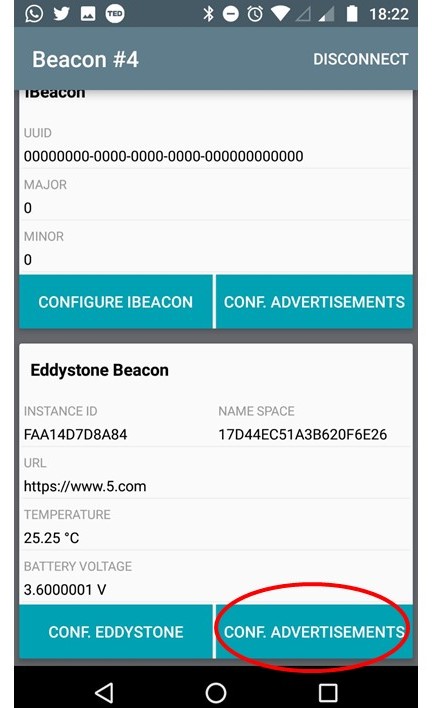 TED 18:22
Beacon #4 DISCONNECT
iBeacon
UUID
00000000-0000-0000-0000-000000000000
MAJOR
0
MINOR
0
CONFIGURE IBEACON CONF. ADVERTISEMENTS
Eddystone Beacon
INSTANCE ID NAME SPACE
FAA14D7D8A84 17D44EC51A3B620F6E26
URL
https://www.5.com
TEMPERATURE
25.25 °C
BATTERY VOLTAGE
3.6000001 V
CONF. EDDYSTONE CONF. ADVERTISEMENTS